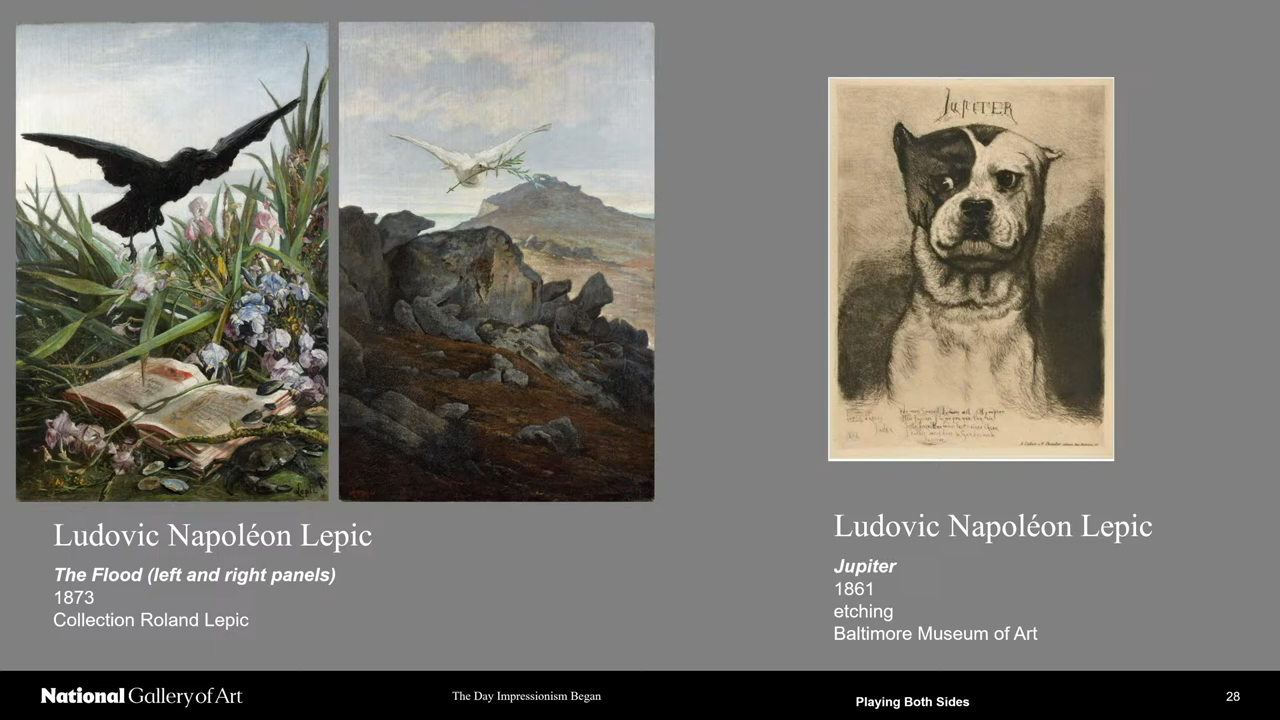 JUPITER
Lepic
Ludovic Napoléon Lepic
The Flood (left and right panels)
1873
Collection Roland Lepic
Ludovic Napoléon Lepic
Jupiter
1861
etching
Baltimore Museum of Art
National Gallery of Art
The Day Impressionism Began
Playing Both Sides
28